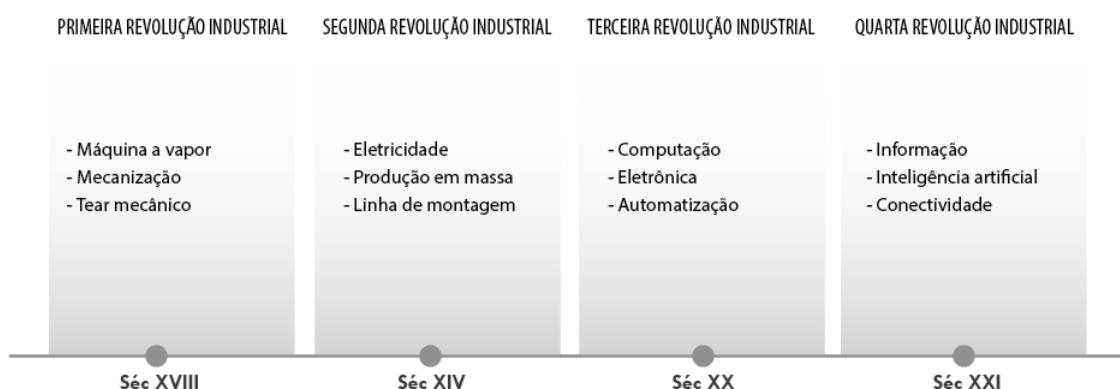 PRIMEIRA REVOLUÇÃO INDUSTRIAL
- Máquina a vapor
- Mecanização
- Tear mecânico
Séc XVIII
SEGUNDA REVOLUÇÃO INDUSTRIAL
- Eletricidade
- Produção em massa
- Linha de montagem
Séc XIV
TERCEIRA REVOLUÇÃO INDUSTRIAL
- Computação
- Eletrônica
- Automatização
Séc XX
QUARTA REVOLUÇÃO INDUSTRIAL
- Informação
- Inteligência artificial
- Conectividade
Séc XXI